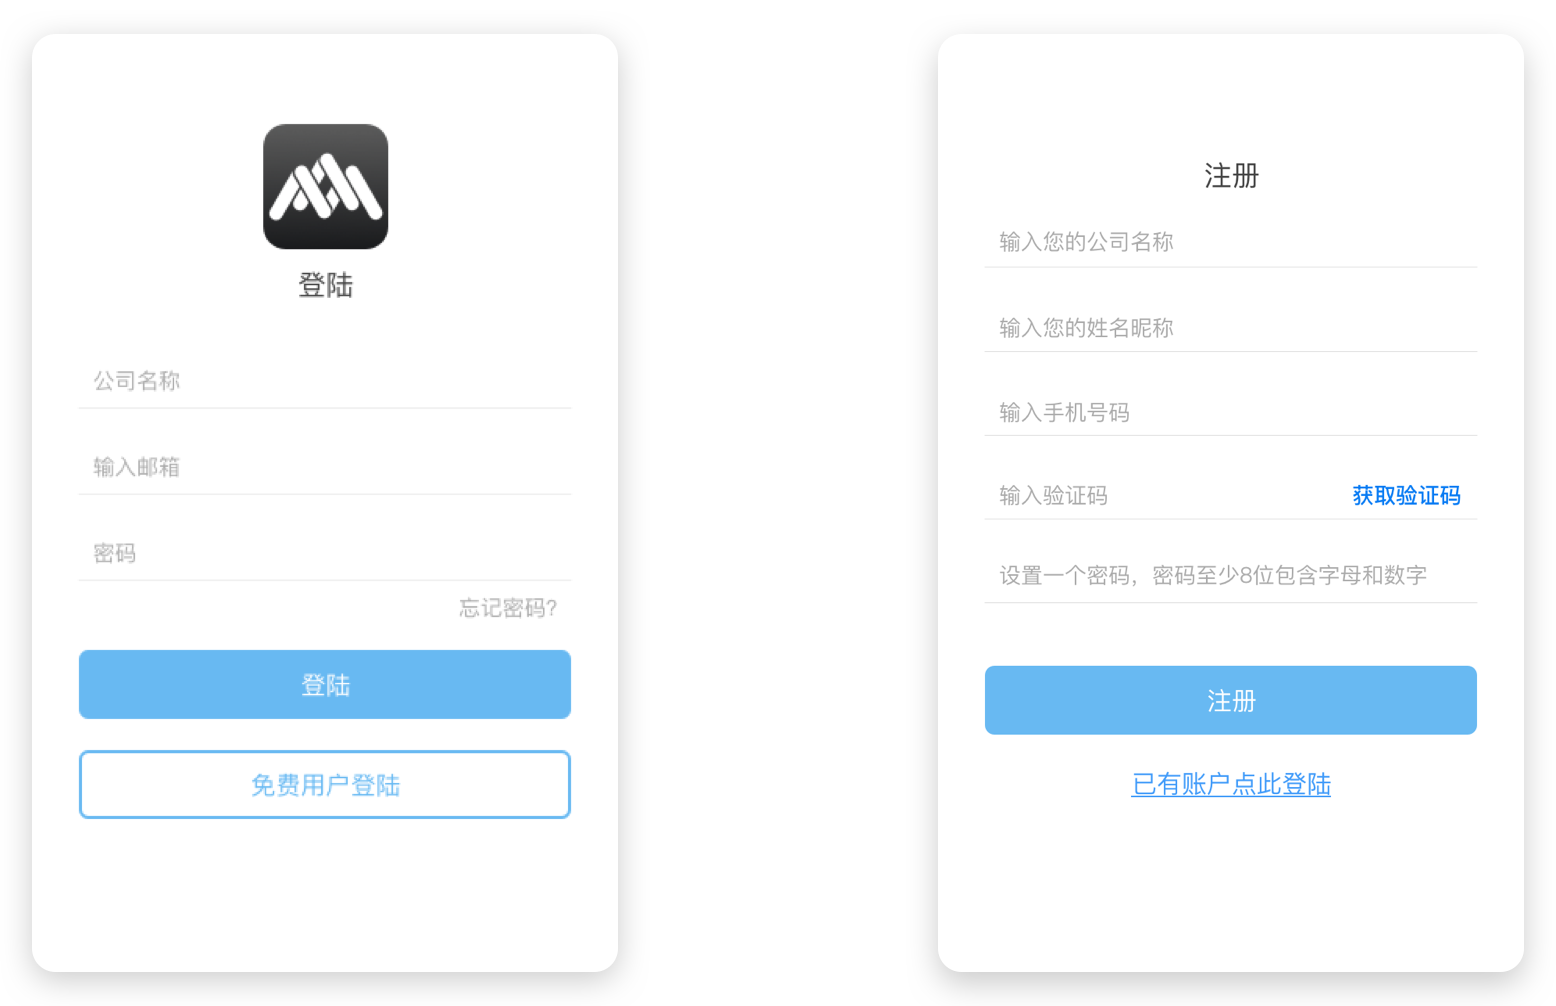 登陆
公司名称
输入邮箱
密码
忘记密码?
登陆
免费用户登陆
注册
输入您的公司名称
输入您的姓名昵称
输入手机号码
输入验证码
获取验证码
设置一个密码，密码至少8位包含字母和数字
注册
已有账户点此登陆